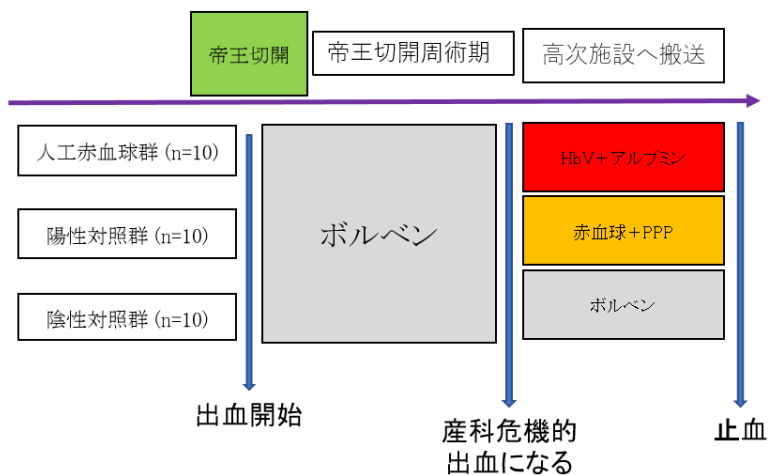 帝王切開
帝王切開周術期
高次施設へ搬送
人工赤血球群 (n=10)
陽性対照群 (n=10)
陰性対照群 (n=10)
ボルベン
HbV+アルブミン
赤血球+PPP
ボルベン
出血開始
産科危機的
出血になる
止血